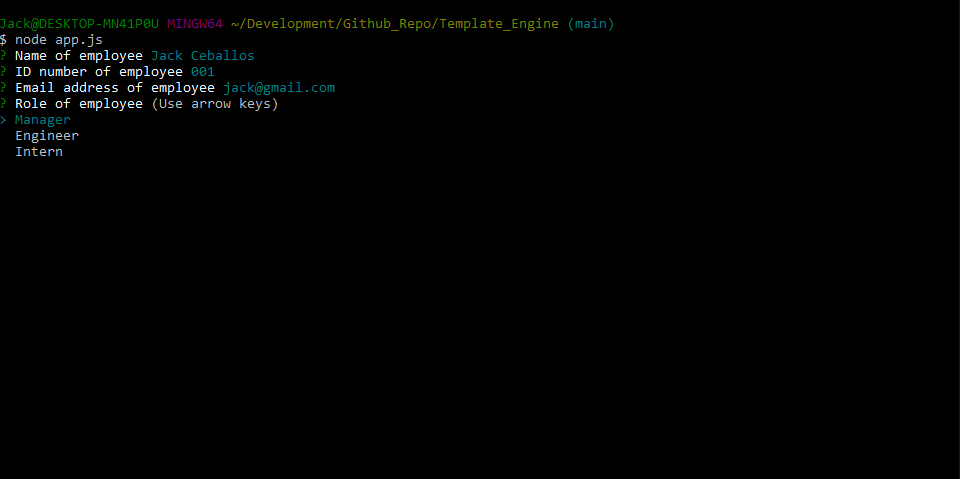 Jack@DESKTOP-MN41P0U MINGW64 ~/Development/Github_Repo/Template_Engine (main)
$ node app.js
? Name of employee Jack Ceballos
? ID number of employee 001
? Email address of employee jack@gmail.com
? Role of employee (Use arrow keys)
> Manager
  Engineer
  Intern